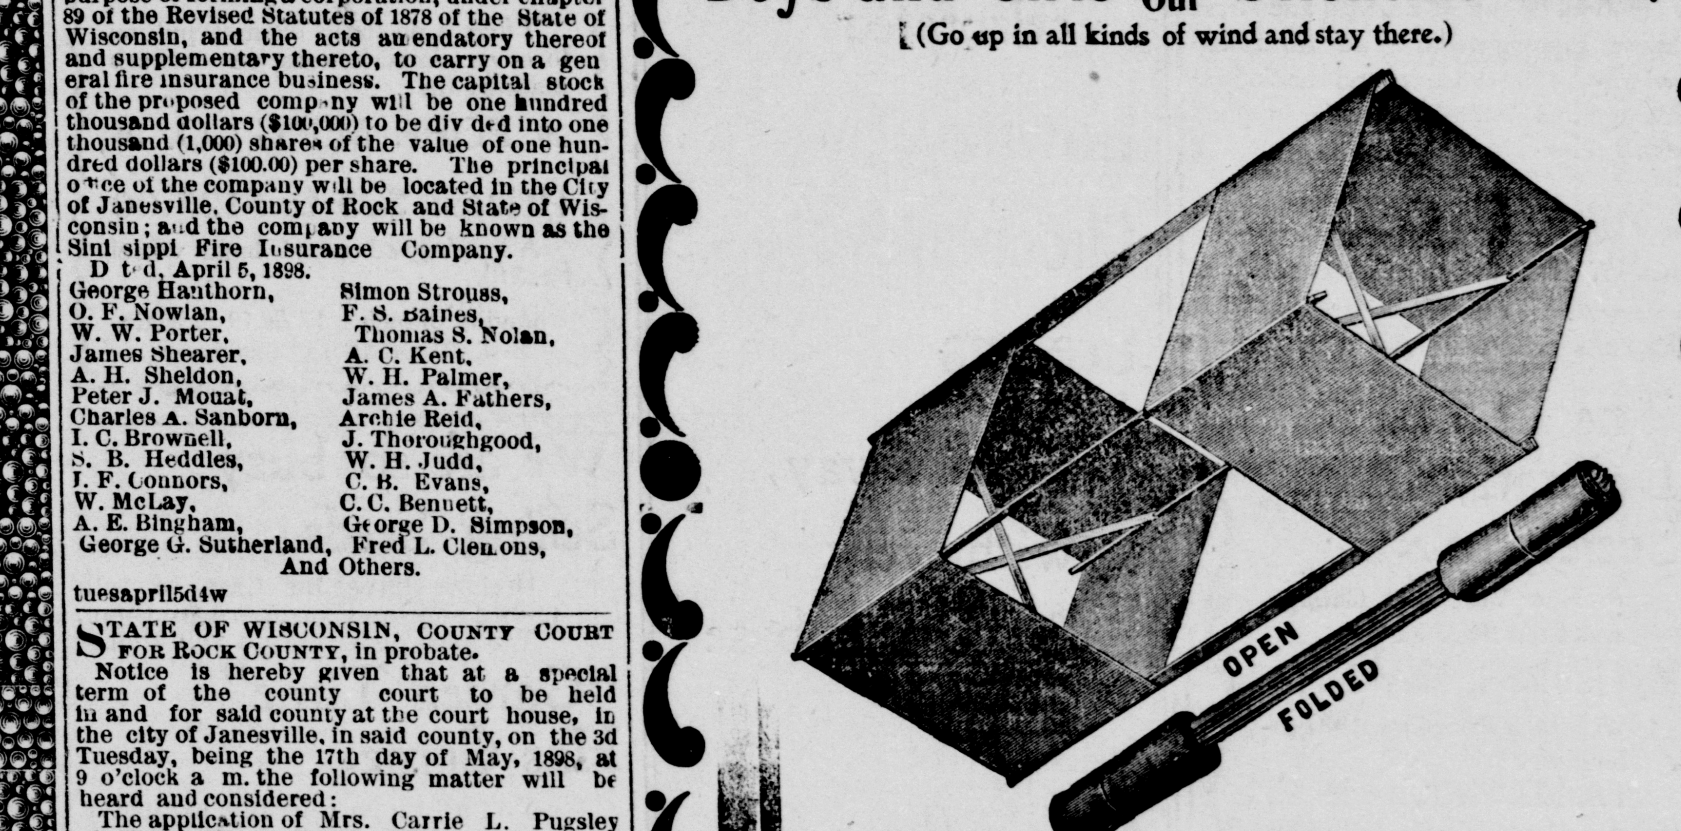 89 of the Revised Statutes of 1878 of the State of
Wisconsin, and the acts amendatory thereof
and supplementary thereto, to carry on a gen
eral fire insurance business. The capital stock
of the proposed company will be one hundred
thousand dollars ($100,000) to be divided into one
thousand (1,000) shares of the value of one hun-
dred dollars ($100.00) per share. The principal
office of the company will be located in the City
of Janesville, County of Rock and State of Wis-
consin; and the company will be known as the
Sinissippi Fire Insurance Company.
Dated, April 5, 1898.
George Hanthorn, Simon Strouss,
O. F. Nowlan, F. S. Baines,
W. W. Porter, Thomas S. Nolan,
James Shearer, A. C. Kent,
A. H. Sheldon, W. H. Palmer,
Peter J. Mouat, James A. Fathers,
Charles A. Sanborn, Archie Reid,
I. C. Brownell, J. Thoroughgood,
S. B. Heddles, W. H. Judd,
J. F. Connors, C. B. Evans,
W. McLay, C. C. Bennett,
A. E. Bingham, George D. Simpson,
George G. Sutherland, Fred L. Clemons,
And Others.
tuesapril5d4w
STATE OF WISCONSIN, COUNTY COURT
FOR ROCK COUNTY, in probate.
Notice is hereby given that at a special
term of the county court to be held
in and for said county at the court house, in
the city of Janesville, in said county, on the 3d
Tuesday, being the 17th day of May, 1898, at
9 o'clock a m. the following matter will be
heard and considered:
The application of Mrs. Carrie L. Pugsley
Our
(Go up in all kinds of wind and stay there.)
OPEN
FOLDED